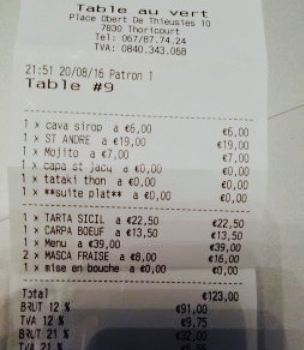 Table au vert
Place Obert De Thieusies 10
7830 Thoricourt
Tel: 067/67.74.24
TVA: 0840.343.068
21:51 20/08/16 Patron 1
Table #9
1 x cava sirop a €6,00 €6,00
1 x ST ANDRE a €19,00 €19,00
1 x Mojito a €7,00 €7,00
1 x capa st jacq a €0,00 €0,00
1 x tataki thon a €0,00 €0,00
1 x **suite plat** a €0,00 €0,00
1 x TARTA SICIL a €22,50 €22,50
1 x CARPA BOEUF a €13,50 €13,50
1 x Menu a €39,00 €39,00
2 x MASCA FRAISE a €8,00 €16,00
1 x mise en bouche a €0,00 €0,00
Total €123,00
BRUT 12 % €91,00
TVA 12 % €9,75
BRUT 21 % €32,00
TVA 21 %